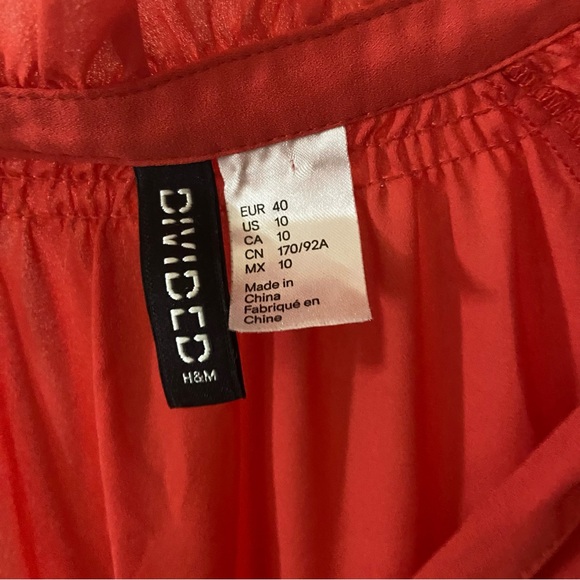 DIVIDED
H&M
EUR 40
US 10
CA 10
CN 170/92A
MX 10
Made in
China
Fabriqué en
Chine